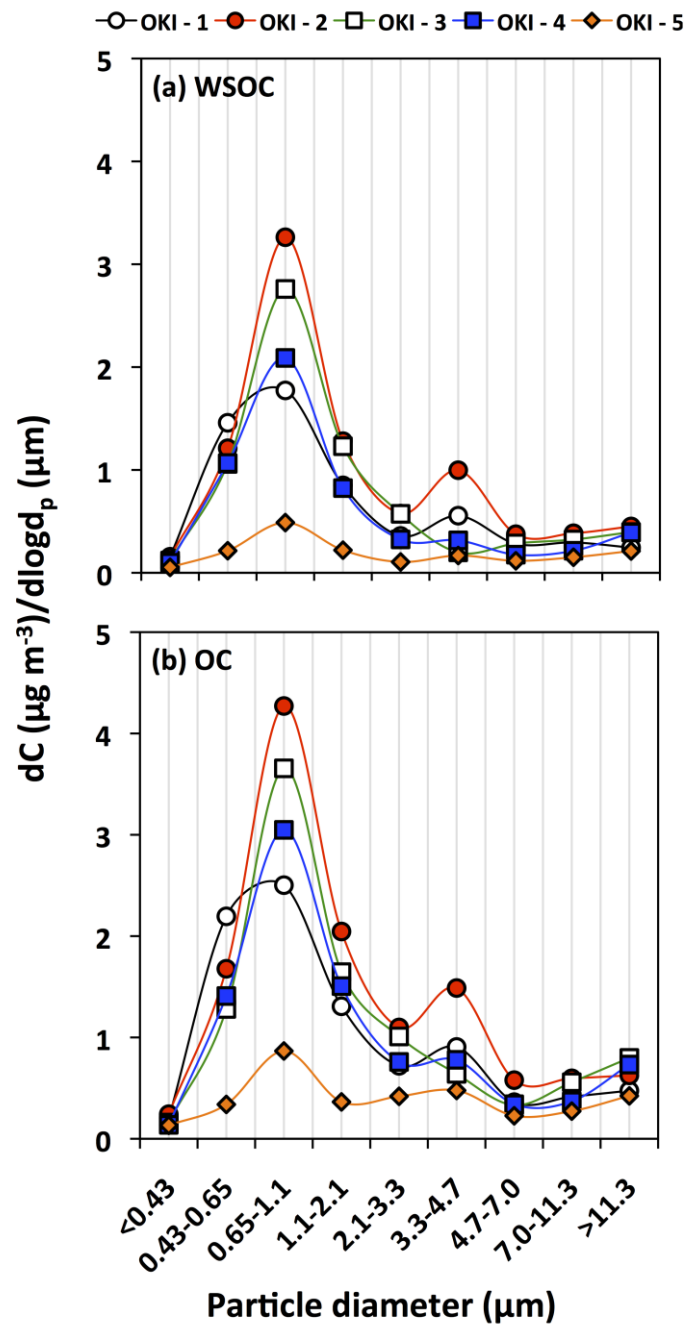 OKI - 1 OKI - 2 OKI - 3 OKI - 4 OKI - 5
(a) WSOC
5
4
3
2
1
0
dC (µg m⁻³)/dlogdₚ (µm)
(b) OC
5
4
3
2
1
0
<0.43 0.43-0.65 0.65-1.1 1.1-2.1 2.1-3.3 3.3-4.7 4.7-7.0 7.0-11.3 >11.3
Particle diameter (µm)